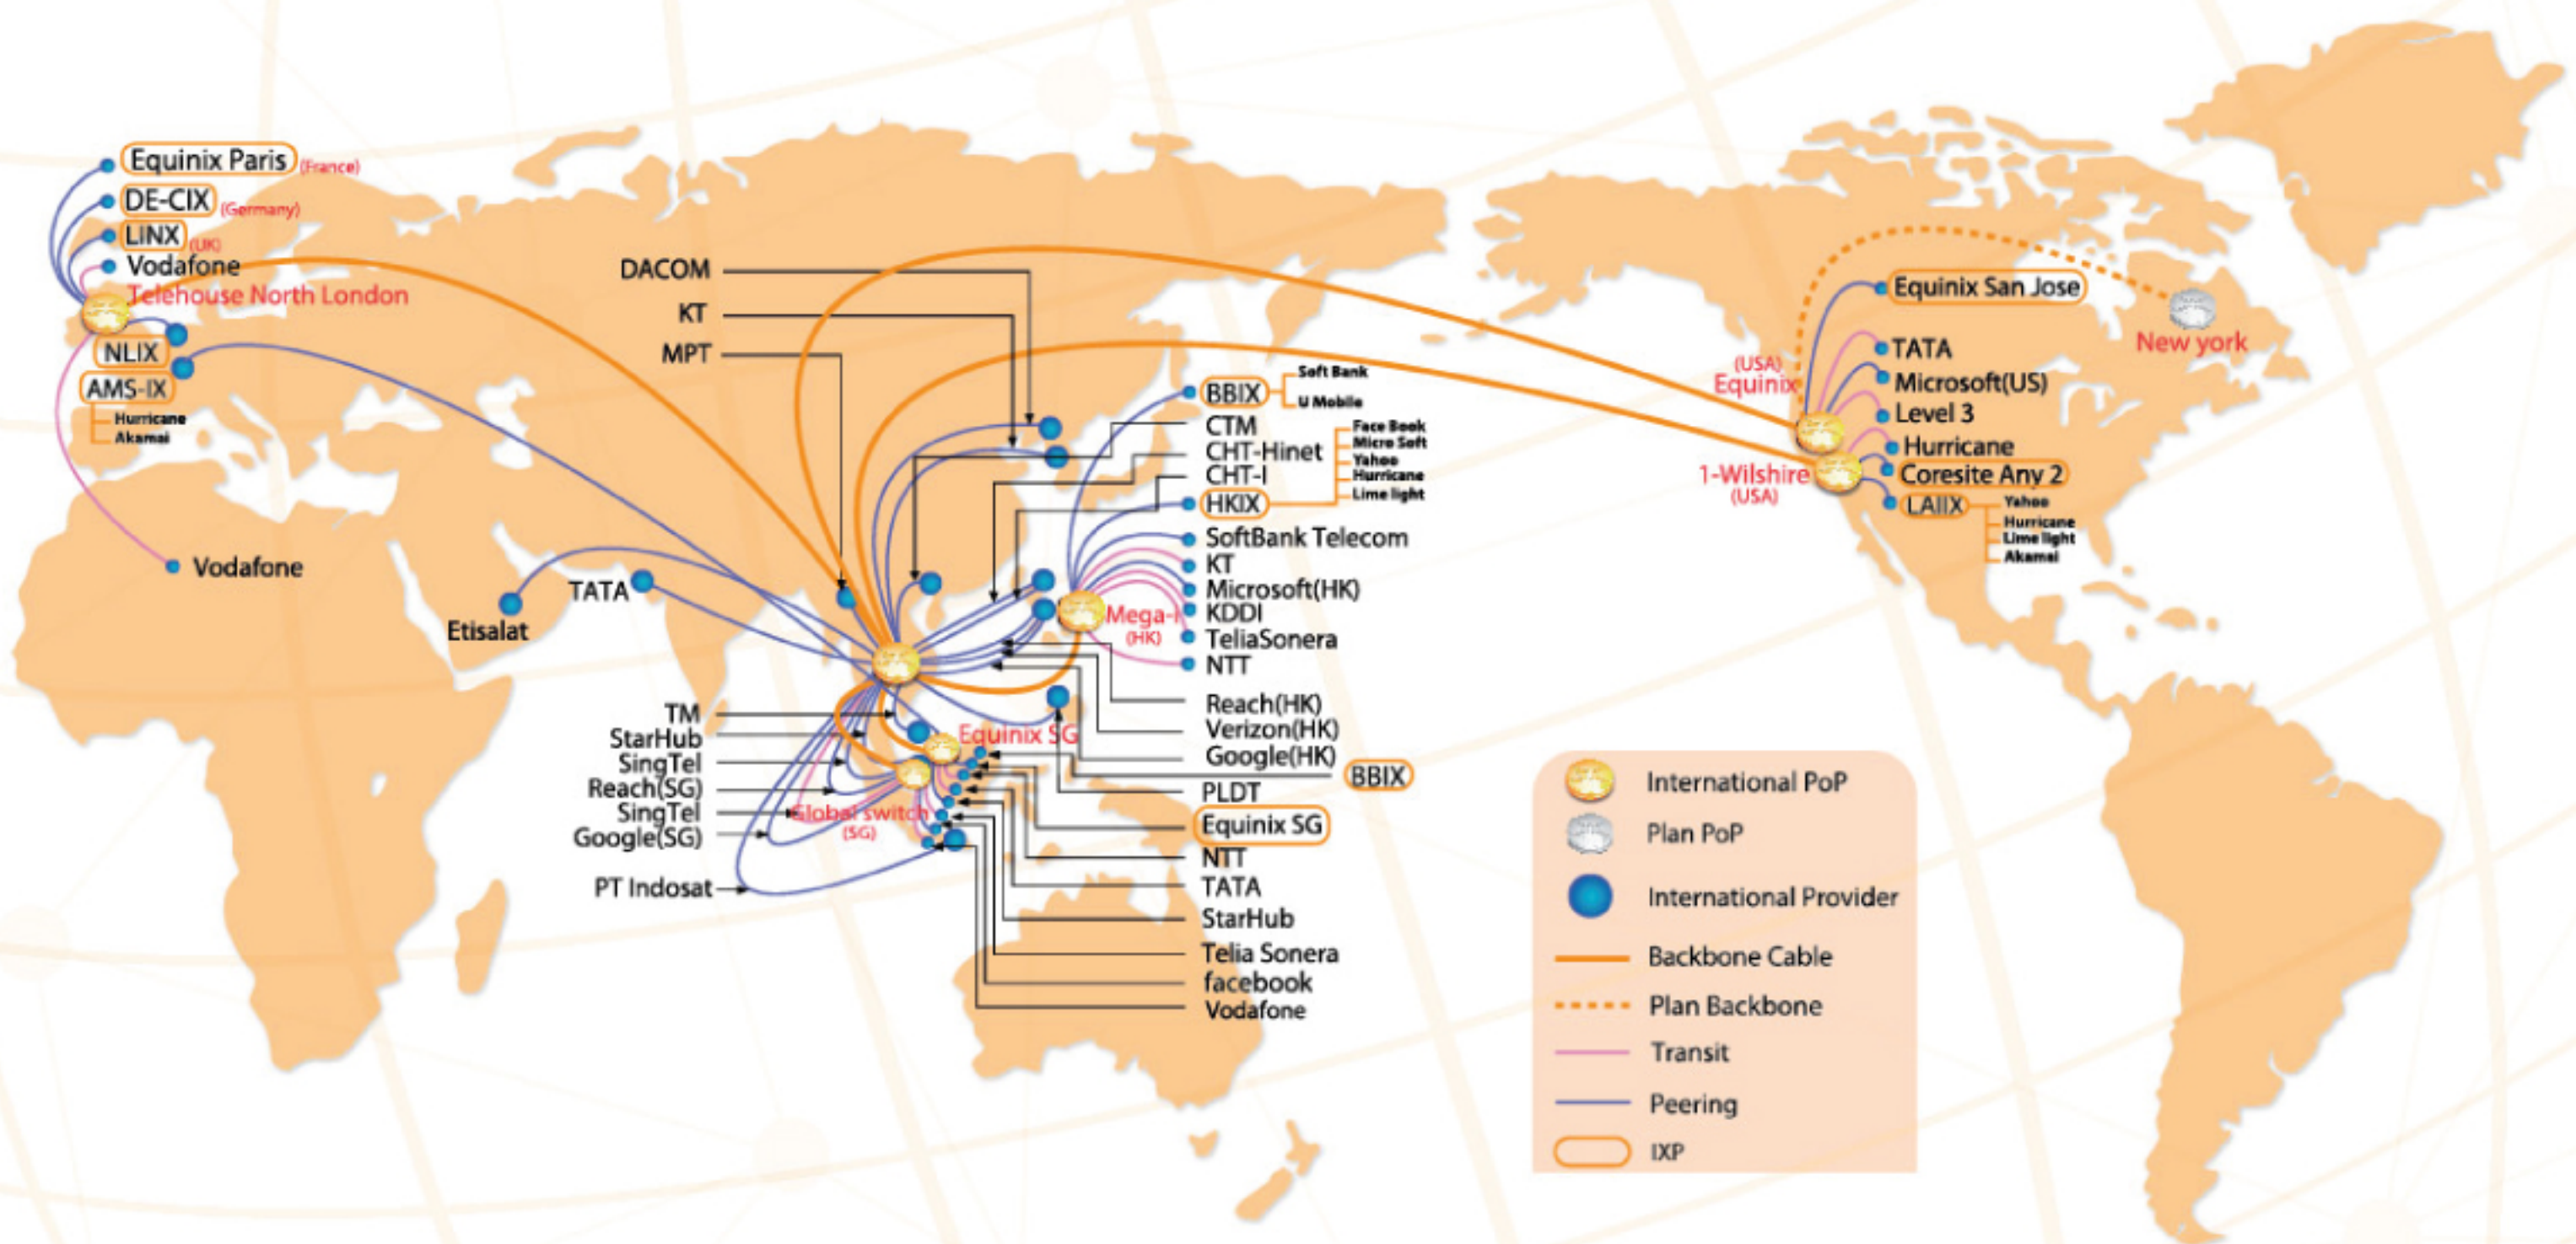 Equinix Paris (France)
DE-CIX (Germany)
LINX (UK)
Vodafone
Telehouse North London
NLIX
AMS-IX
Hurricane
Akamai
Vodafone
Etisalat
TATA
DACOM
KT
MPT
BBIX
Soft Bank
U Mobile
CTM
CHT-Hinet
CHT-I
HKIX
Face Book
Micro Soft
Yahoo
Hurricane
Lime light
SoftBank Telecom
KT
Microsoft(HK)
KDDI
TeliaSonera
NTT
Mega-I
(HK)
Reach(HK)
Verizon(HK)
Google(HK)
BBIX
PLDT
Equinix SG
NTT
TATA
StarHub
Telia Sonera
facebook
Vodafone
TM
StarHub
SingTel
Reach(SG)
SingTel
Google(SG)
PT Indosat
Equinix SG
Global switch
(SG)
(USA)
Equinix
1-Wilshire
(USA)
Equinix San Jose
TATA
Microsoft(US)
Level 3
Hurricane
Coresite Any 2
LAIIX
Yahoo
Hurricane
Lime light
Akamai
New york
International PoP
Plan PoP
International Provider
Backbone Cable
Plan Backbone
Transit
Peering
IXP